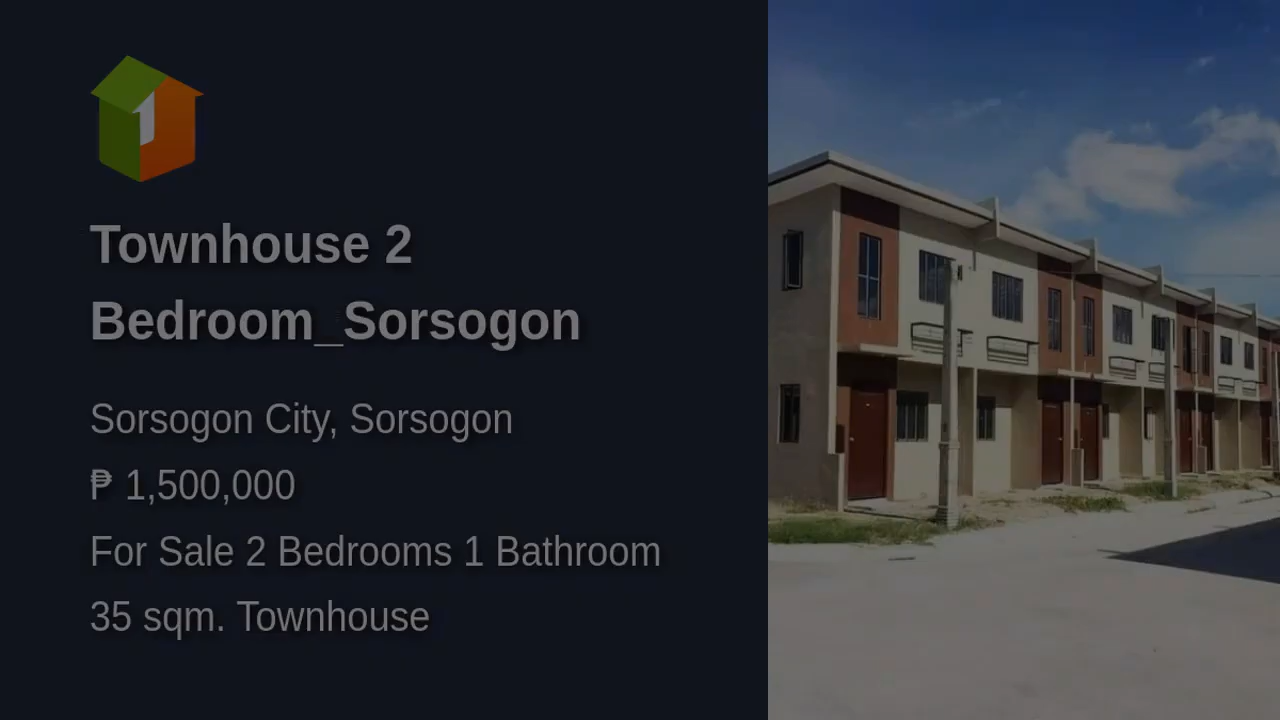 Townhouse 2
Bedroom_Sorsogon
Sorsogon City, Sorsogon
₱ 1,500,000
For Sale 2 Bedrooms 1 Bathroom
35 sqm. Townhouse